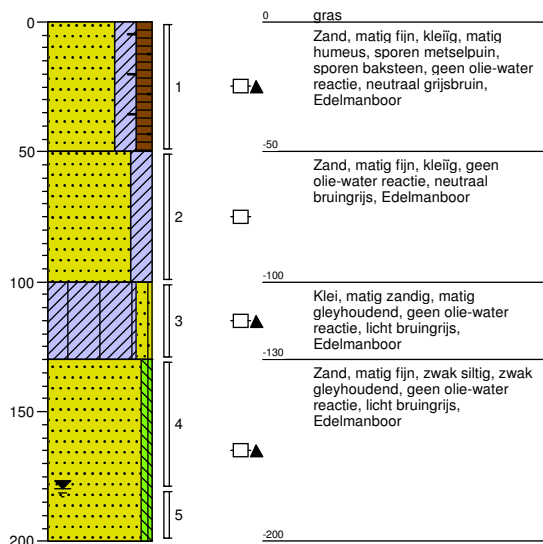 0
50
100
150
200
1
2
3
4
5
0
gras
Zand, matig fijn, kleiïg, matig
humeus, sporen metselpuin,
sporen baksteen, geen olie-water
reactie, neutraal grijsbruin,
Edelmanboor
-50
Zand, matig fijn, kleiïg, geen
olie-water reactie, neutraal
bruingrijs, Edelmanboor
-100
Klei, matig zandig, matig
gleyhoudend, geen olie-water
reactie, licht bruingrijs,
Edelmanboor
-130
Zand, matig fijn, zwak siltig, zwak
gleyhoudend, geen olie-water
reactie, licht bruingrijs,
Edelmanboor
-200